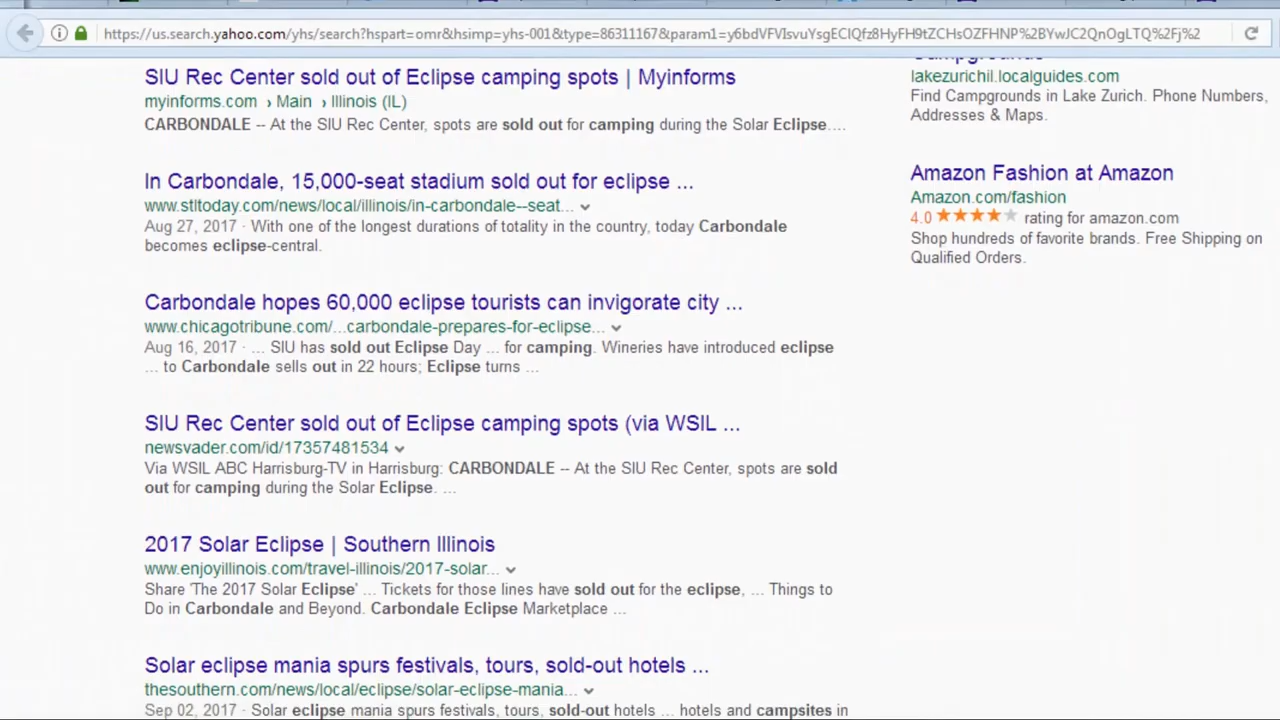 https://us.search.yahoo.com/yhs/search?hspart=omr&hsimp=yhs-001&type=86311167&param1=y6bdVFVIsvuYsgECIQfz8HyFH9tZCHsOZFHNP%2BYwJC2QnOgLTQ%2Fj%2
SIU Rec Center sold out of Eclipse camping spots | Myinforms
myinforms.com › Main › Illinois (IL)
CARBONDALE -- At the SIU Rec Center, spots are sold out for camping during the Solar Eclipse....
In Carbondale, 15,000-seat stadium sold out for eclipse ...
www.stltoday.com/news/local/illinois/in-carbondale--seat...
Aug 27, 2017 · With one of the longest durations of totality in the country, today Carbondale
becomes eclipse-central.
Carbondale hopes 60,000 eclipse tourists can invigorate city ...
www.chicagotribune.com/...carbondale-prepares-for-eclipse...
Aug 16, 2017 · ... SIU has sold out Eclipse Day ... for camping. Wineries have introduced eclipse
... to Carbondale sells out in 22 hours; Eclipse turns ...
SIU Rec Center sold out of Eclipse camping spots (via WSIL ...
newsvader.com/id/17357481534
Via WSIL ABC Harrisburg-TV in Harrisburg: CARBONDALE -- At the SIU Rec Center, spots are sold
out for camping during the Solar Eclipse. ...
2017 Solar Eclipse | Southern Illinois
www.enjoyillinois.com/travel-illinois/2017-solar...
Share 'The 2017 Solar Eclipse' ... Tickets for those lines have sold out for the eclipse, ... Things to
Do in Carbondale and Beyond. Carbondale Eclipse Marketplace ...
Solar eclipse mania spurs festivals, tours, sold-out hotels ...
thesouthern.com/news/local/eclipse/solar-eclipse-mania...
Sep 02, 2017 · Solar eclipse mania spurs festivals, tours, sold-out hotels ... hotels and campsites in
Campgrounds
lakezurichil.localguides.com
Find Campgrounds in Lake Zurich. Phone Numbers,
Addresses & Maps.
Amazon Fashion at Amazon
Amazon.com/fashion
4.0 rating for amazon.com
Shop hundreds of favorite brands. Free Shipping on
Qualified Orders.